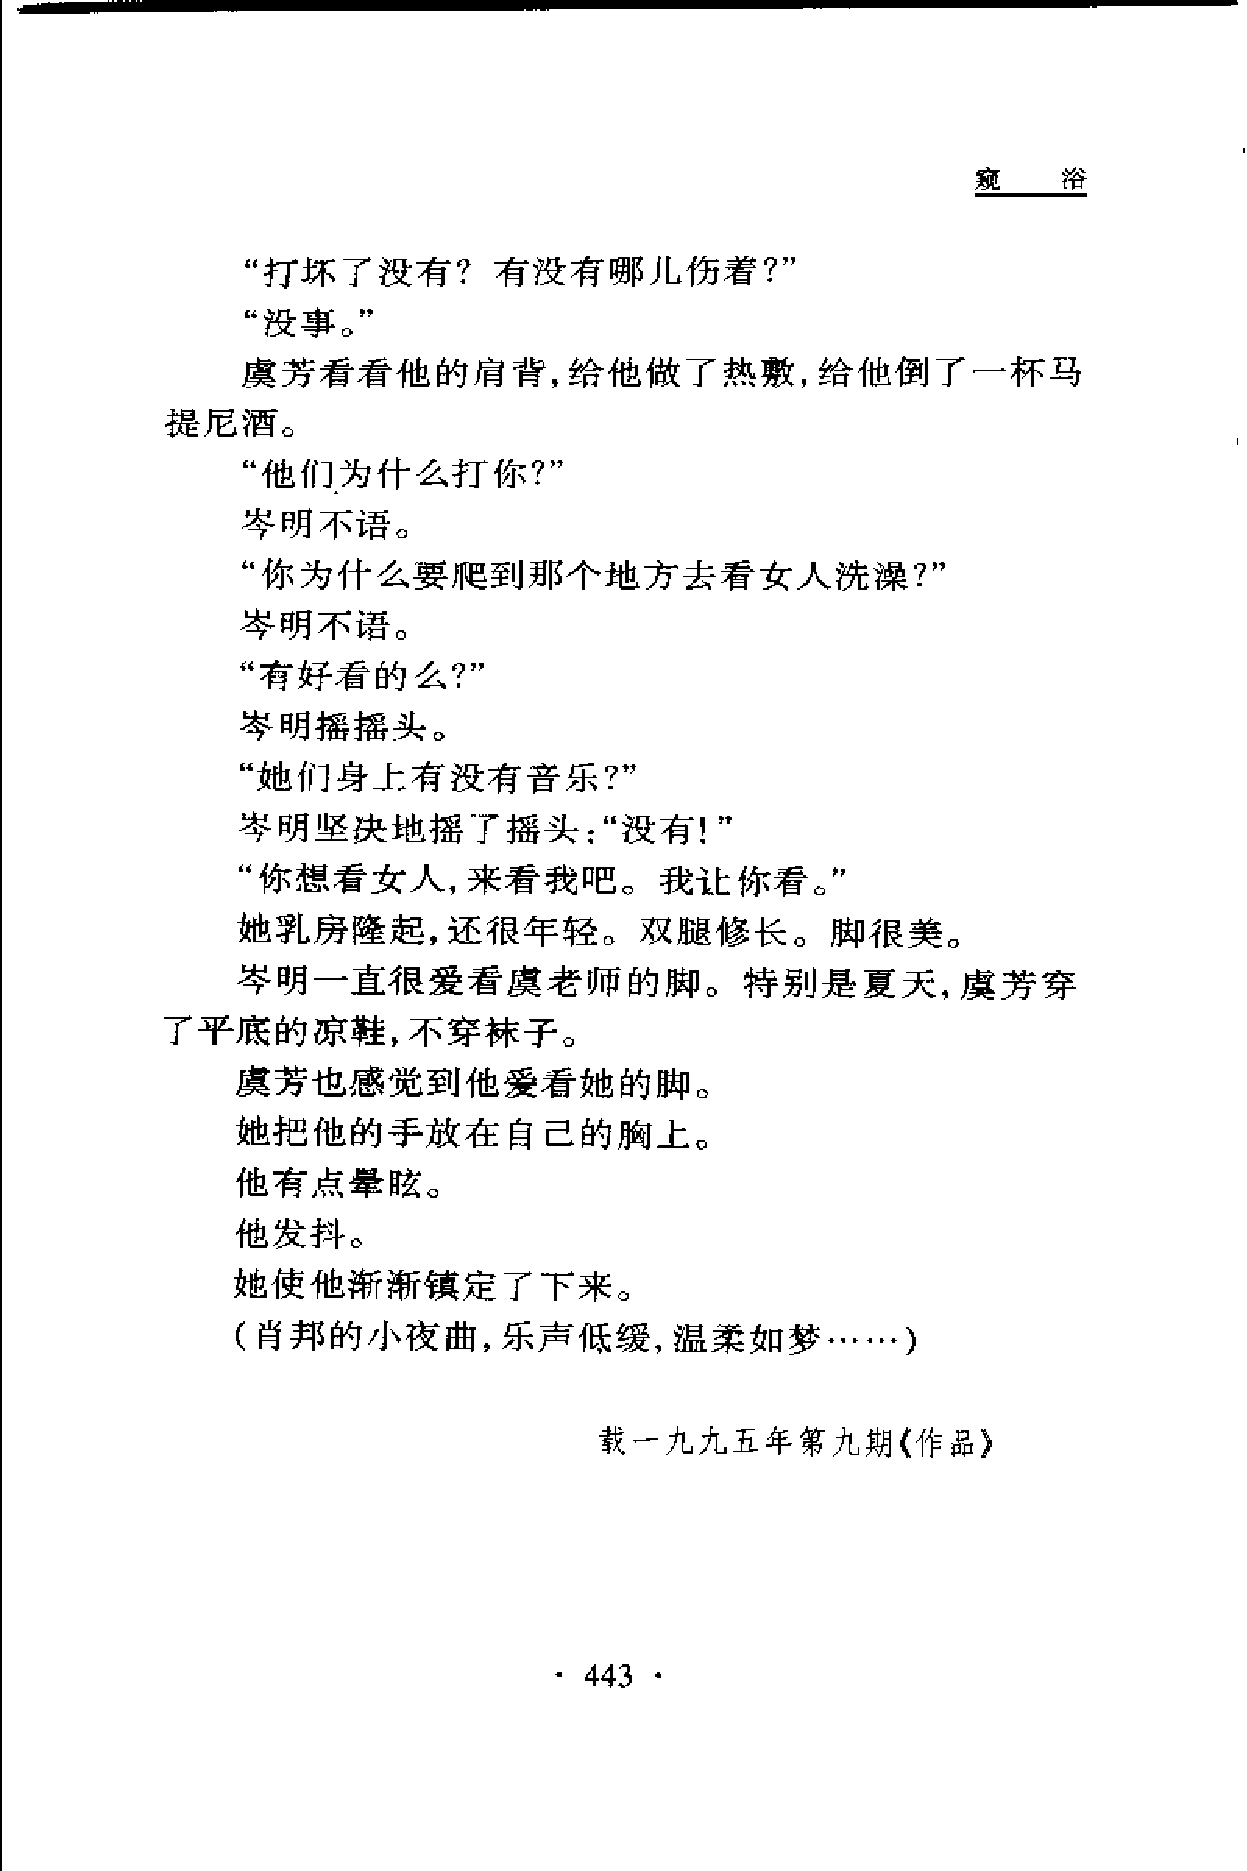 窥 浴
“打坏了没有？有没有哪儿伤着？”
“没事。”
虞芳看看他的肩背，给他做了热敷，给他倒了一杯马
提尼酒。
“他们为什么打你？”
岑明不语。
“你为什么要爬到那个地方去看女人洗澡？”
岑明不语。
“有好看的么？”
岑明摇摇头。
“她们身上有没有音乐？”
岑明坚决地摇了摇头：“没有！”
“你想看女人，来看我吧。我让你看。”
她乳房隆起，还很年轻。双腿修长。脚很美。
岑明一直很爱看虞老师的脚。特别是夏天，虞芳穿
了平底的凉鞋，不穿袜子。
虞芳也感觉到他爱看她的脚。
她把他的手放在自己的胸上。
他有点晕眩。
他发抖。
她使他渐渐镇定了下来。
（肖邦的小夜曲，乐声低缓，温柔如梦……）
载一九九五年第九期《作品》
· 443 ·